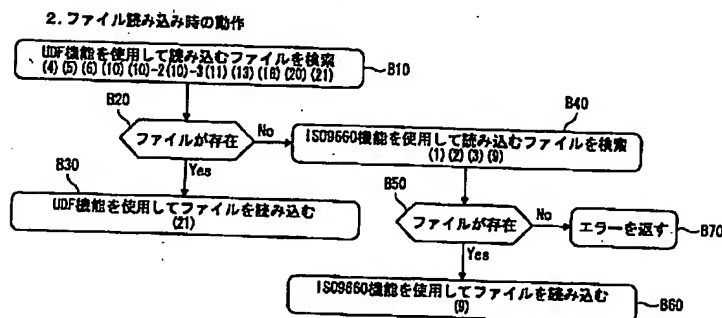 2. ファイル読み込み時の動作
UDF機能を使用して読み込むファイルを検索
(4)(5)(6)(10)(10)-2(10)-3(11)(13)(18)(20)(21)
B10
B20
ファイルが存在
No
Yes
B40
ISO9660機能を使用して読み込むファイルを検索
(1)(2)(3)(9)
B30
UDF機能を使用してファイルを読み込む
(21)
B50
ファイルが存在
No
Yes
エラーを返す
B70
ISO9660機能を使用してファイルを読み込む
(9)
B60